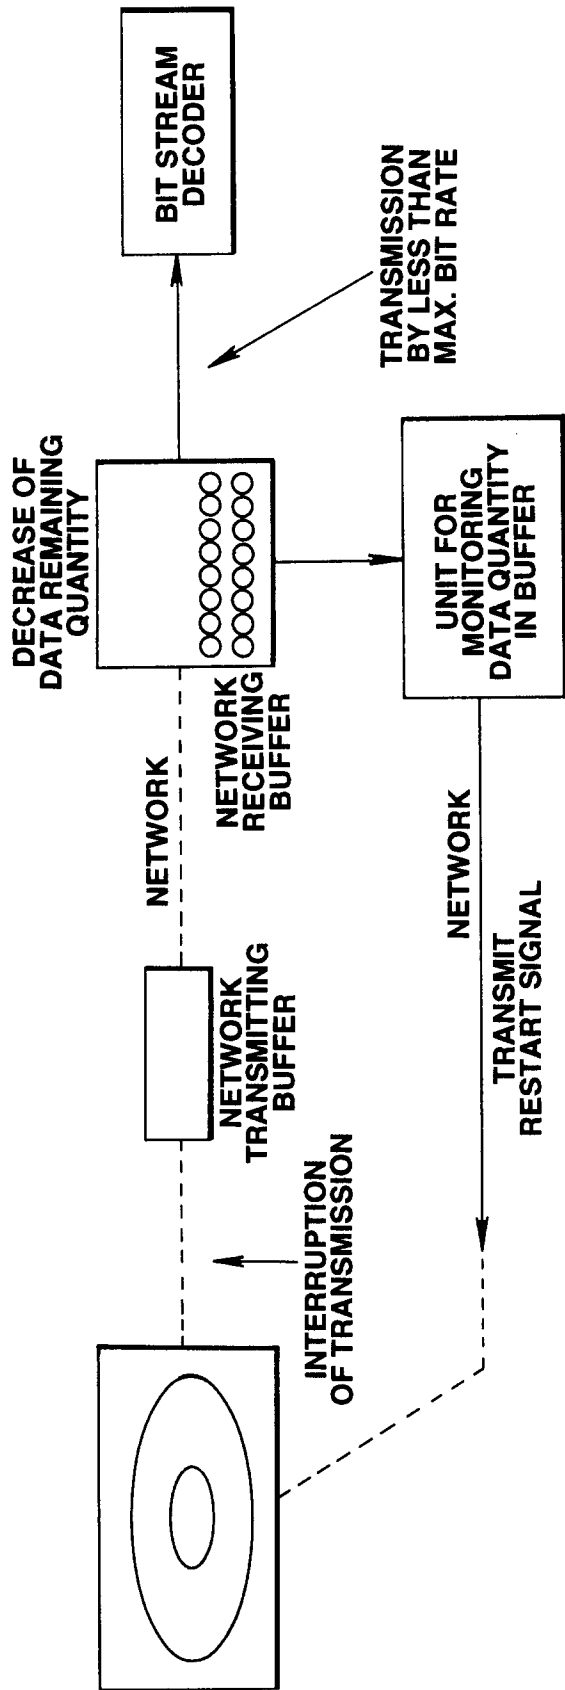 BIT STREAM
DECODER
TRANSMISSION
BY LESS THAN
MAX. BIT RATE
DECREASE OF
DATA REMAINING
QUANTITY
NETWORK
RECEIVING
BUFFER
UNIT FOR
MONITORING
DATA QUANTITY
IN BUFFER
NETWORK
NETWORK
TRANSMITTING
BUFFER
NETWORK
TRANSMIT
RESTART SIGNAL
INTERRUPTION
OF TRANSMISSION